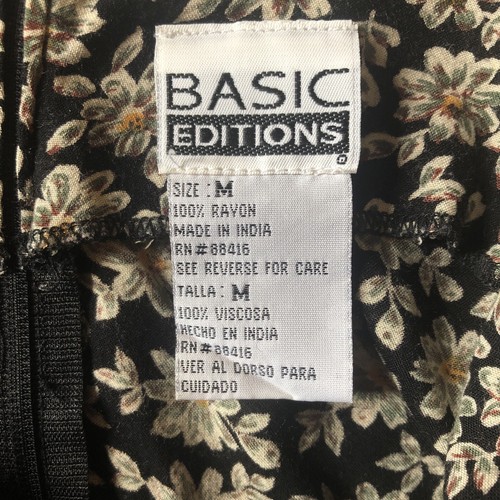 BASIC
EDITIONS
®
SIZE : M
100% RAYON
MADE IN INDIA
RN#88416
SEE REVERSE FOR CARE
TALLA : M
100% VISCOSA
HECHO EN INDIA
RN#88416
VER AL DORSO PARA
CUIDADO